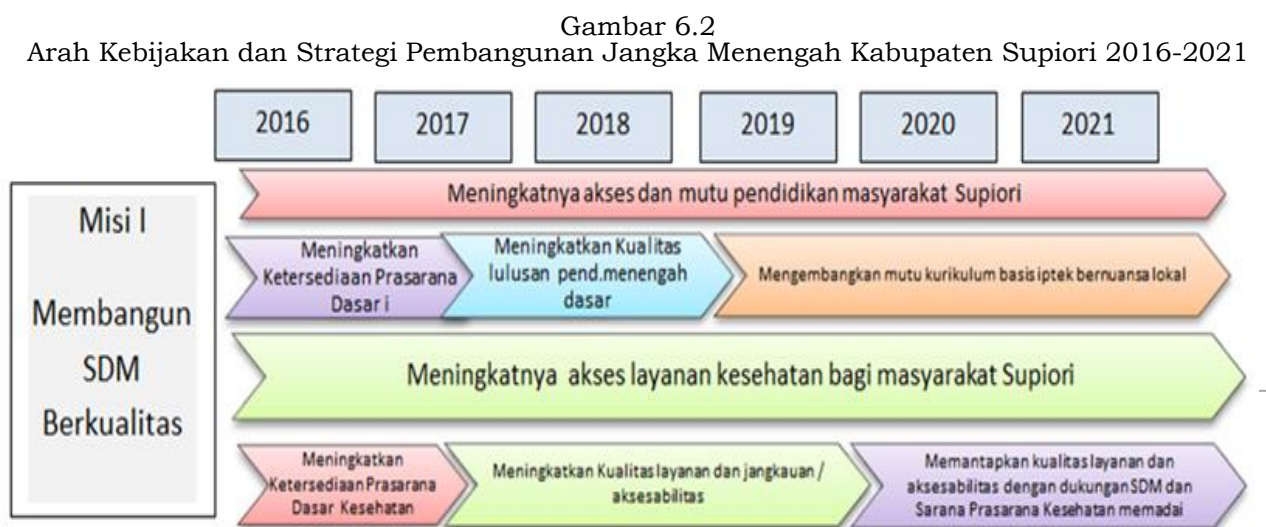 Gambar 6.2
Arah Kebijakan dan Strategi Pembangunan Jangka Menengah Kabupaten Supiori 2016-2021
2016
2017
2018
2019
2020
2021
Misi I
Membangun
SDM
Berkualitas
Meningkatnya akses dan mutu pendidikan masyarakat Supiori
Meningkatkan
Ketersediaan Prasarana
Dasar i
Meningkatkan Kualitas
lulusan pend.menengah
dasar
Mengembangkan mutu kurikulum basis iptek bernuansa lokal
Meningkatnya akses layanan kesehatan bagi masyarakat Supiori
Meningkatkan
Ketersediaan Prasarana
Dasar Kesehatan
Meningkatkan Kualitas layanan dan jangkauan /
aksesabilitas
Memantapkan kualitas layanan dan
aksesabilitas dengan dukungan SDM dan
Sarana Prasarana Kesehatan memadai